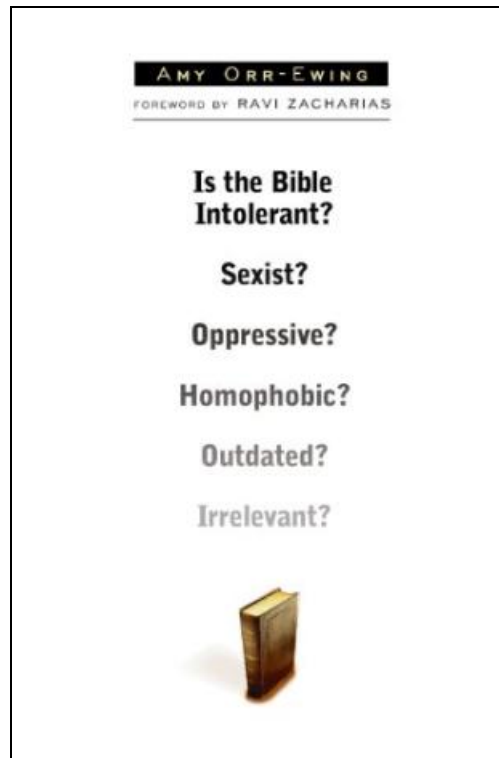 AMY ORR-EWING
FOREWORD BY RAVI ZACHARIAS
Is the Bible
Intolerant?
Sexist?
Oppressive?
Homophobic?
Outdated?
Irrelevant?